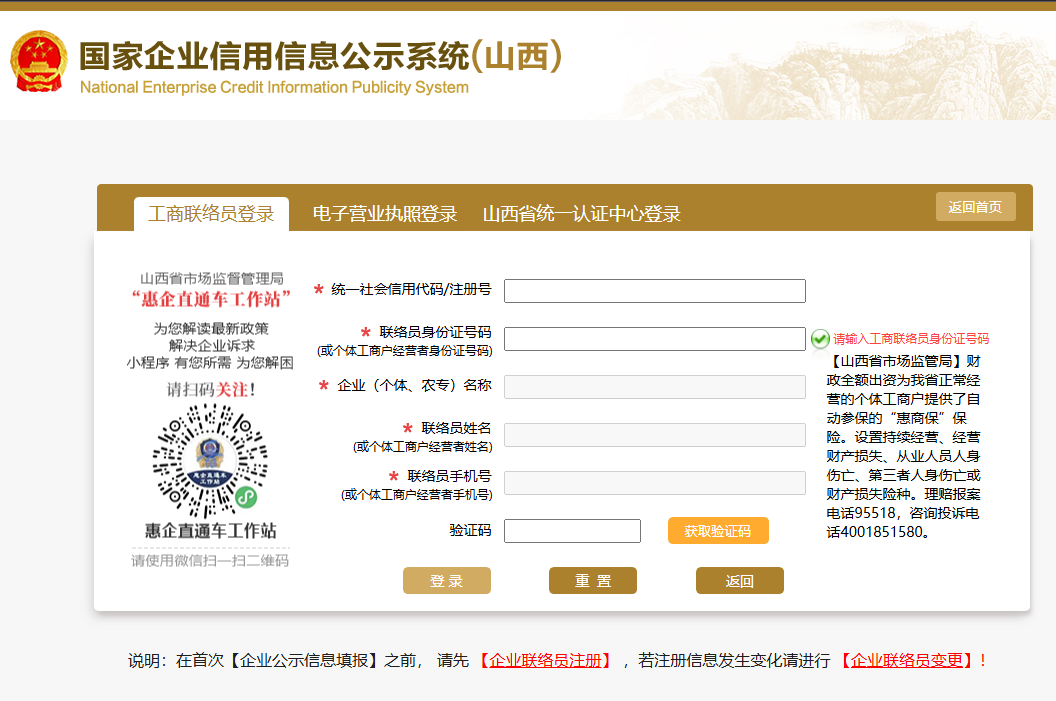 国家企业信用信息公示系统(山西)
National Enterprise Credit Information Publicity System
工商联络员登录
电子营业执照登录
山西省统一认证中心登录
返回首页
山西省市场监督管理局
“惠企直通车工作站”
为您解读最新政策
解决企业诉求
小程序 有您所需 为您解困
请扫码关注!
惠企直通车
工作站
惠企直通车工作站
请使用微信扫一扫二维码
* 统一社会信用代码/注册号
* 联络员身份证号码
(或个体工商户经营者身份证号码)
请输入工商联络员身份证号码
* 企业（个体、农专）名称
* 联络员姓名
(或个体工商户经营者姓名)
* 联络员手机号
(或个体工商户经营者手机号)
验证码
获取验证码
【山西省市场监管局】财
政全额出资为我省正常经
营的个体工商户提供了自
动参保的“惠商保”保
险。设置持续经营、经营
财产损失、从业人员人身
伤亡、第三者人身伤亡或
财产损失险种。理赔报案
电话95518，咨询投诉电
话4001851580。
登 录
重 置
返回
说明：在首次【企业公示信息填报】之前， 请先 【企业联络员注册】 ，若注册信息发生变化请进行 【企业联络员变更】！